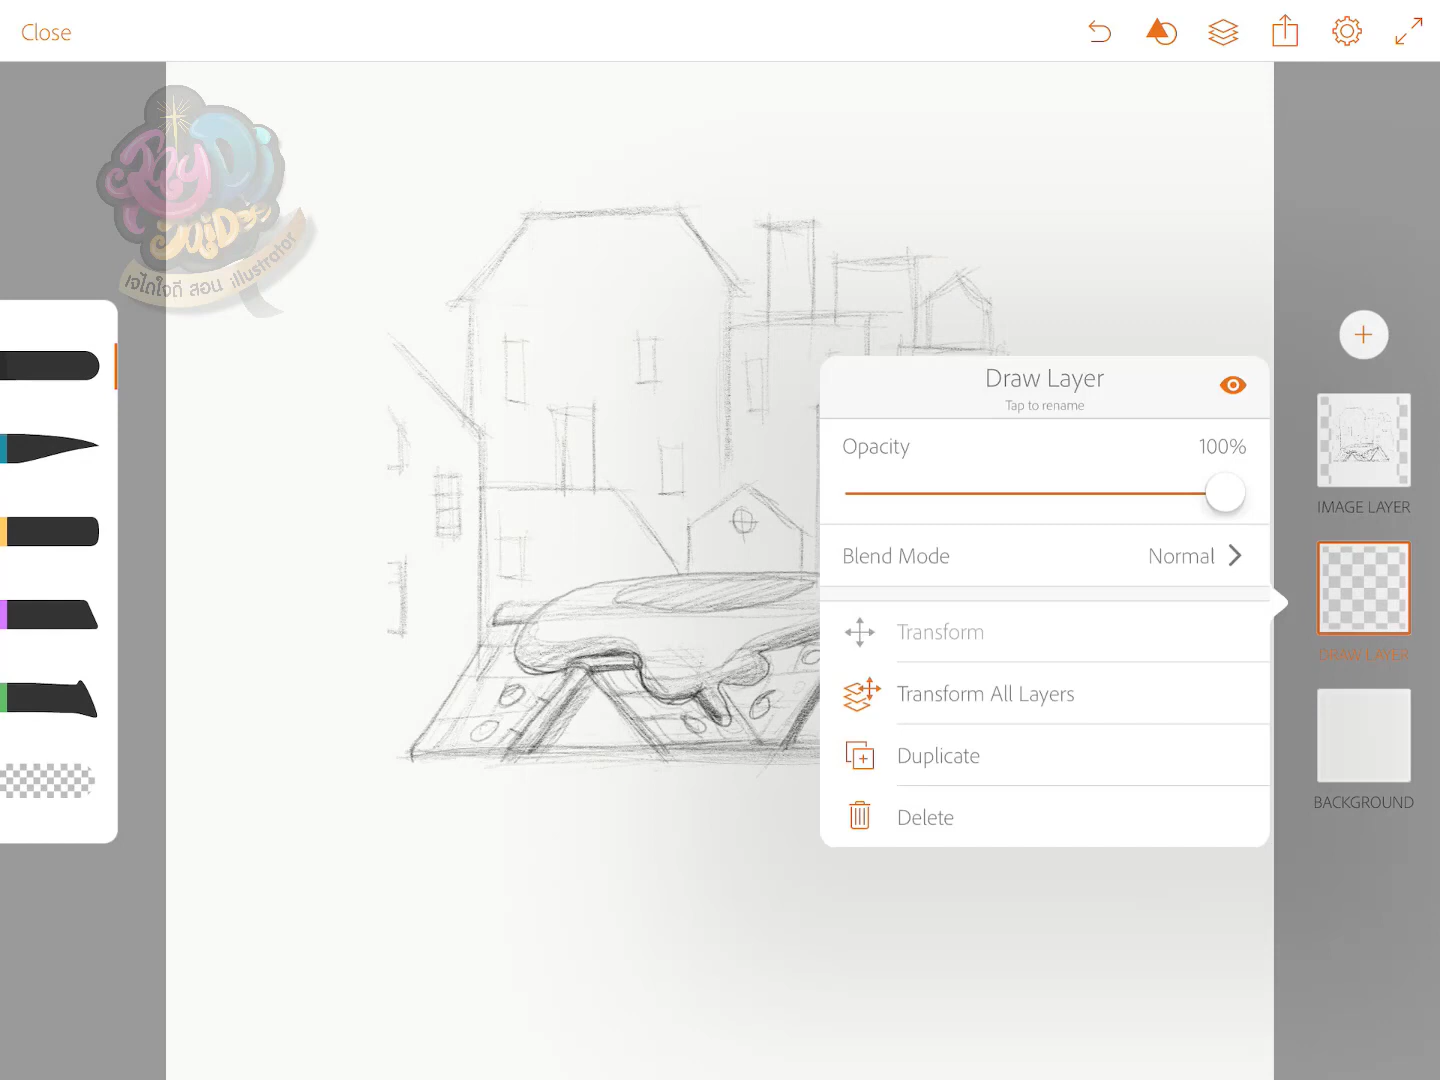 Close
เจไดใจดี สอน illustrator
Draw Layer
Tap to rename
Opacity 100%
Blend Mode Normal
Transform
Transform All Layers
Duplicate
Delete
IMAGE LAYER
DRAW LAYER
BACKGROUND